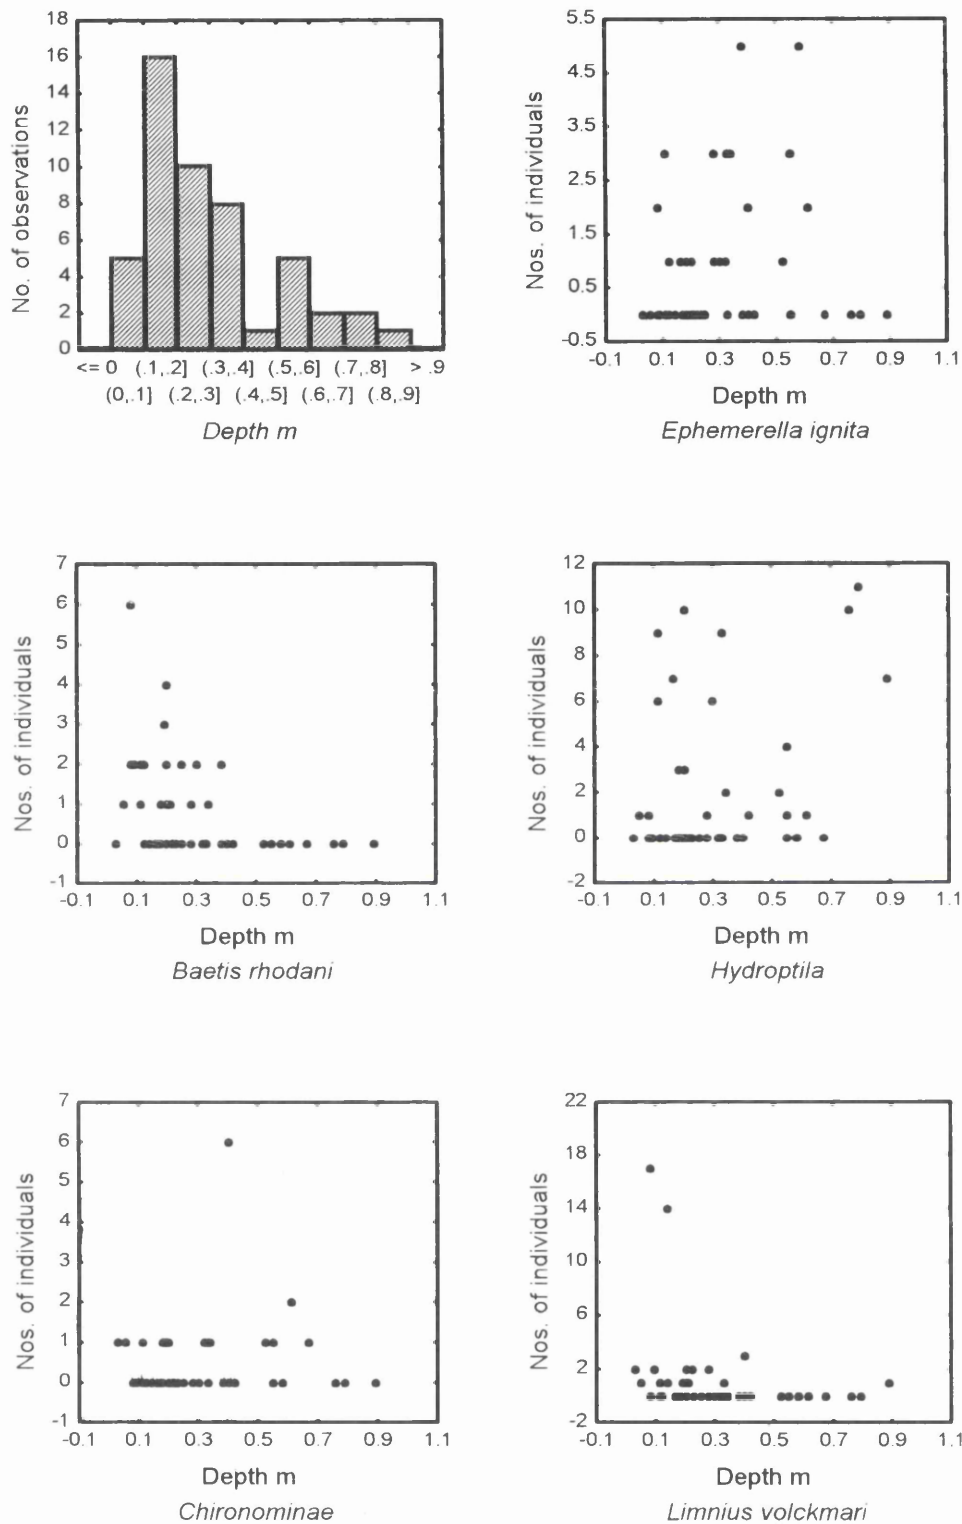 18
16
14
12
10
8
6
4
2
0
No. of observations
<= 0 (.1,.2] (.3,.4] (.5,.6] (.7,.8] > .9
(0,.1] (.2,.3] (.4,.5] (.6,.7] (.8,.9]
Depth m
5.5
4.5
3.5
2.5
1.5
0.5
-0.5
Nos. of individuals
-0.1 0.1 0.3 0.5 0.7 0.9 1.1
Depth m
Ephemerella ignita
7
6
5
4
3
2
1
0
-1
Nos. of individuals
-0.1 0.1 0.3 0.5 0.7 0.9 1.1
Depth m
Baetis rhodani
12
10
8
6
4
2
0
-2
Nos. of individuals
-0.1 0.1 0.3 0.5 0.7 0.9 1.1
Depth m
Hydroptila
7
6
5
4
3
2
1
0
-1
Nos. of individuals
-0.1 0.1 0.3 0.5 0.7 0.9 1.1
Depth m
Chironominae
22
18
14
10
6
2
-2
Nos. of individuals
-0.1 0.1 0.3 0.5 0.7 0.9 1.1
Depth m
Limnius volckmari